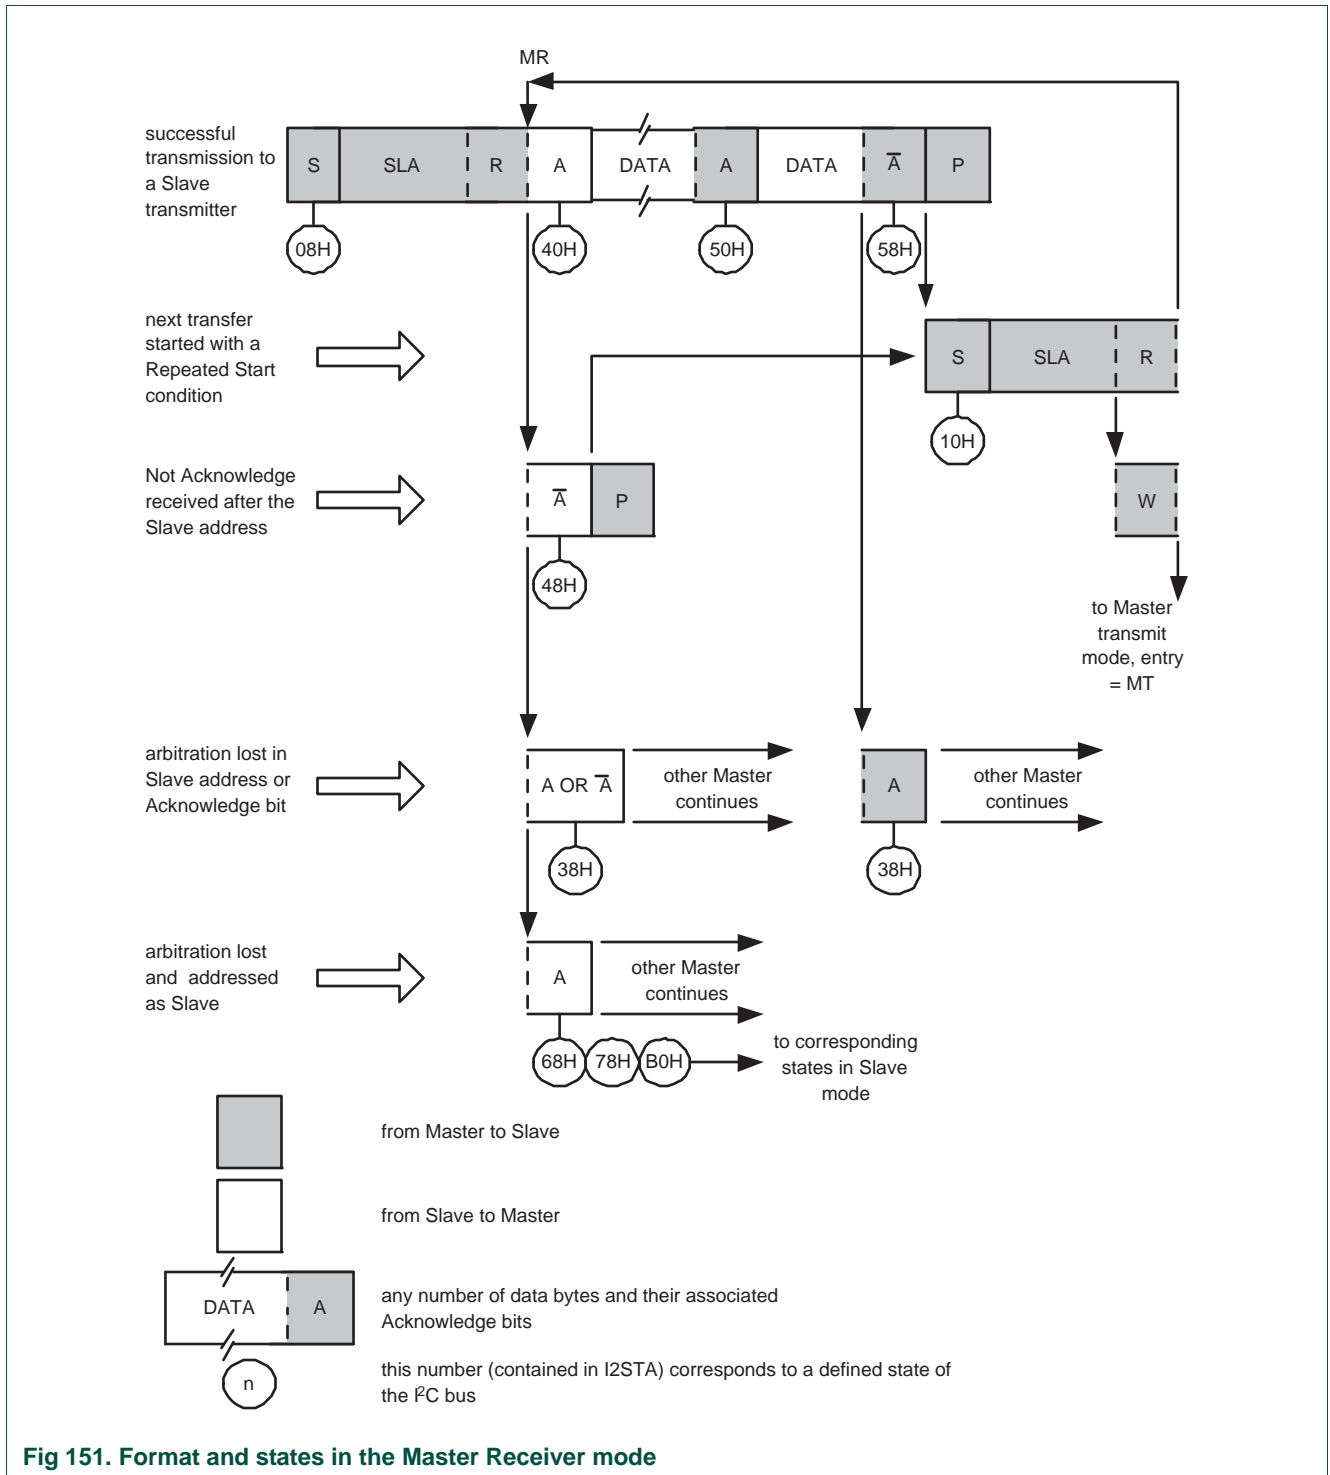 MR
successful
transmission to
a Slave
transmitter
S SLA R A DATA A DATA A̅ P
08H 40H 50H 58H
next transfer
started with a
Repeated Start
condition
S SLA R
10H
Not Acknowledge
received after the
Slave address
A̅ P
W
48H
to Master
transmit
mode, entry
= MT
arbitration lost in
Slave address or
Acknowledge bit
A OR A̅
other Master
continues
A
other Master
continues
38H 38H
arbitration lost
and addressed
as Slave
A
other Master
continues
68H 78H B0H
to corresponding
states in Slave
mode
from Master to Slave
from Slave to Master
DATA A
any number of data bytes and their associated
Acknowledge bits
n
this number (contained in I2STA) corresponds to a defined state of
the I²C bus
Fig 151. Format and states in the Master Receiver mode